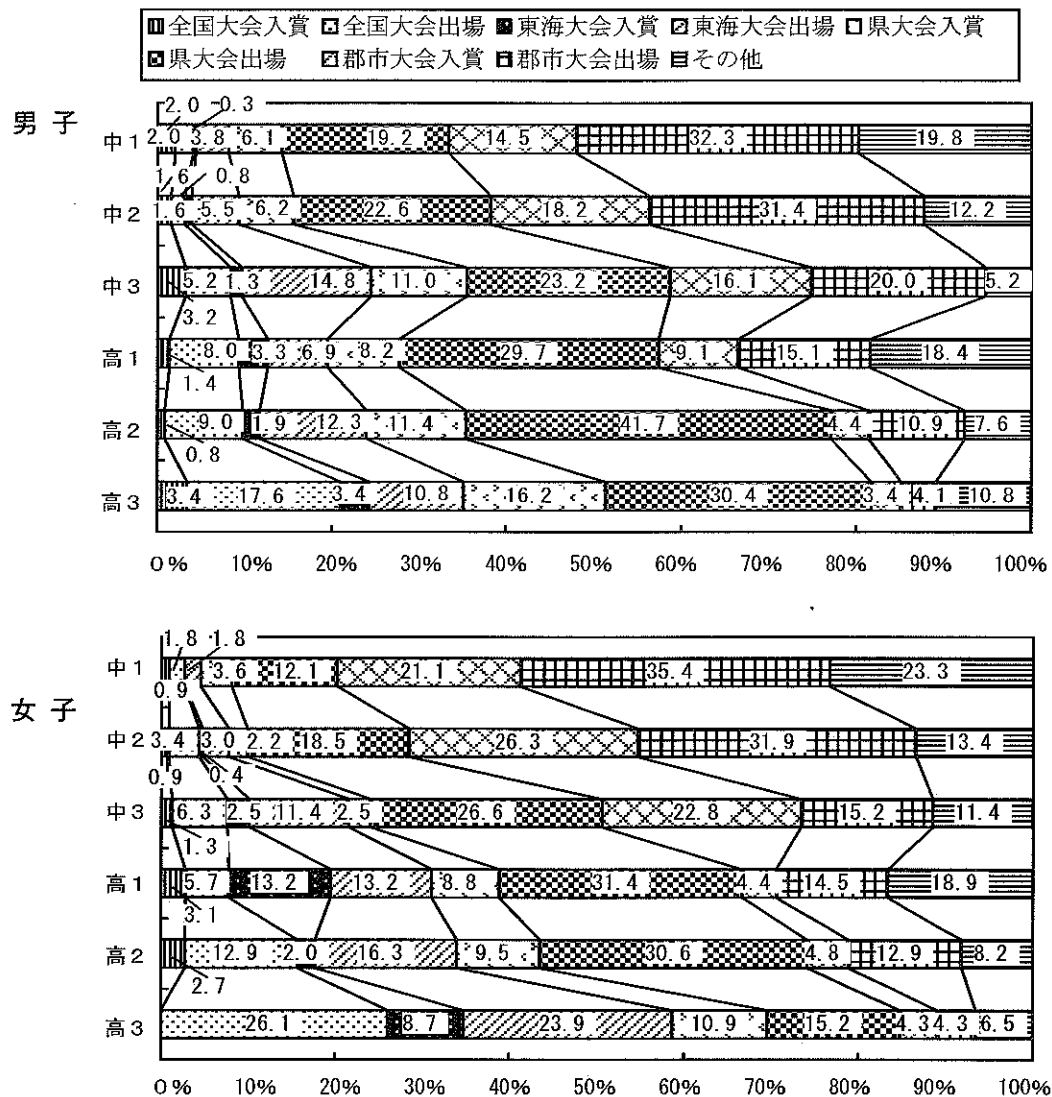 全国大会入賞 全国大会出場 東海大会入賞 東海大会入賞 県大会入賞
県大会出場 郡市大会入賞 郡市大会出場 その他
男子
2.0 0.3
中1 2.0 3.8 6.1 19.2 14.5 32.3 19.8
1.6 0.8
中2 1.6 5.5 6.2 22.6 18.2 31.4 12.2
中3 5.2 1.3 14.8 11.0 23.2 16.1 20.0 5.2
3.2
高1 8.0 3.3 6.9 8.2 29.7 9.1 15.1 18.4
1.4
高2 9.0 1.9 12.3 11.4 41.7 4.4 10.9 7.6
0.8
高3 3.4 17.6 3.4 10.8 16.2 30.4 3.4 4.1 10.8
0% 10% 20% 30% 40% 50% 60% 70% 80% 90% 100%
女子
1.8 1.8
中1 3.6 12.1 21.1 35.4 23.3
0.9
中2 3.4 3.0 2.2 18.5 26.3 31.9 13.4
0.9 0.4
中3 6.3 2.5 11.4 2.5 26.6 22.8 15.2 11.4
1.3
高1 5.7 13.2 13.2 8.8 31.4 4.4 14.5 18.9
3.1
高2 12.9 2.0 16.3 9.5 30.6 4.8 12.9 8.2
2.7
高3 26.1 8.7 23.9 10.9 15.2 4.3 4.3 6.5
0% 10% 20% 30% 40% 50% 60% 70% 80% 90% 100%